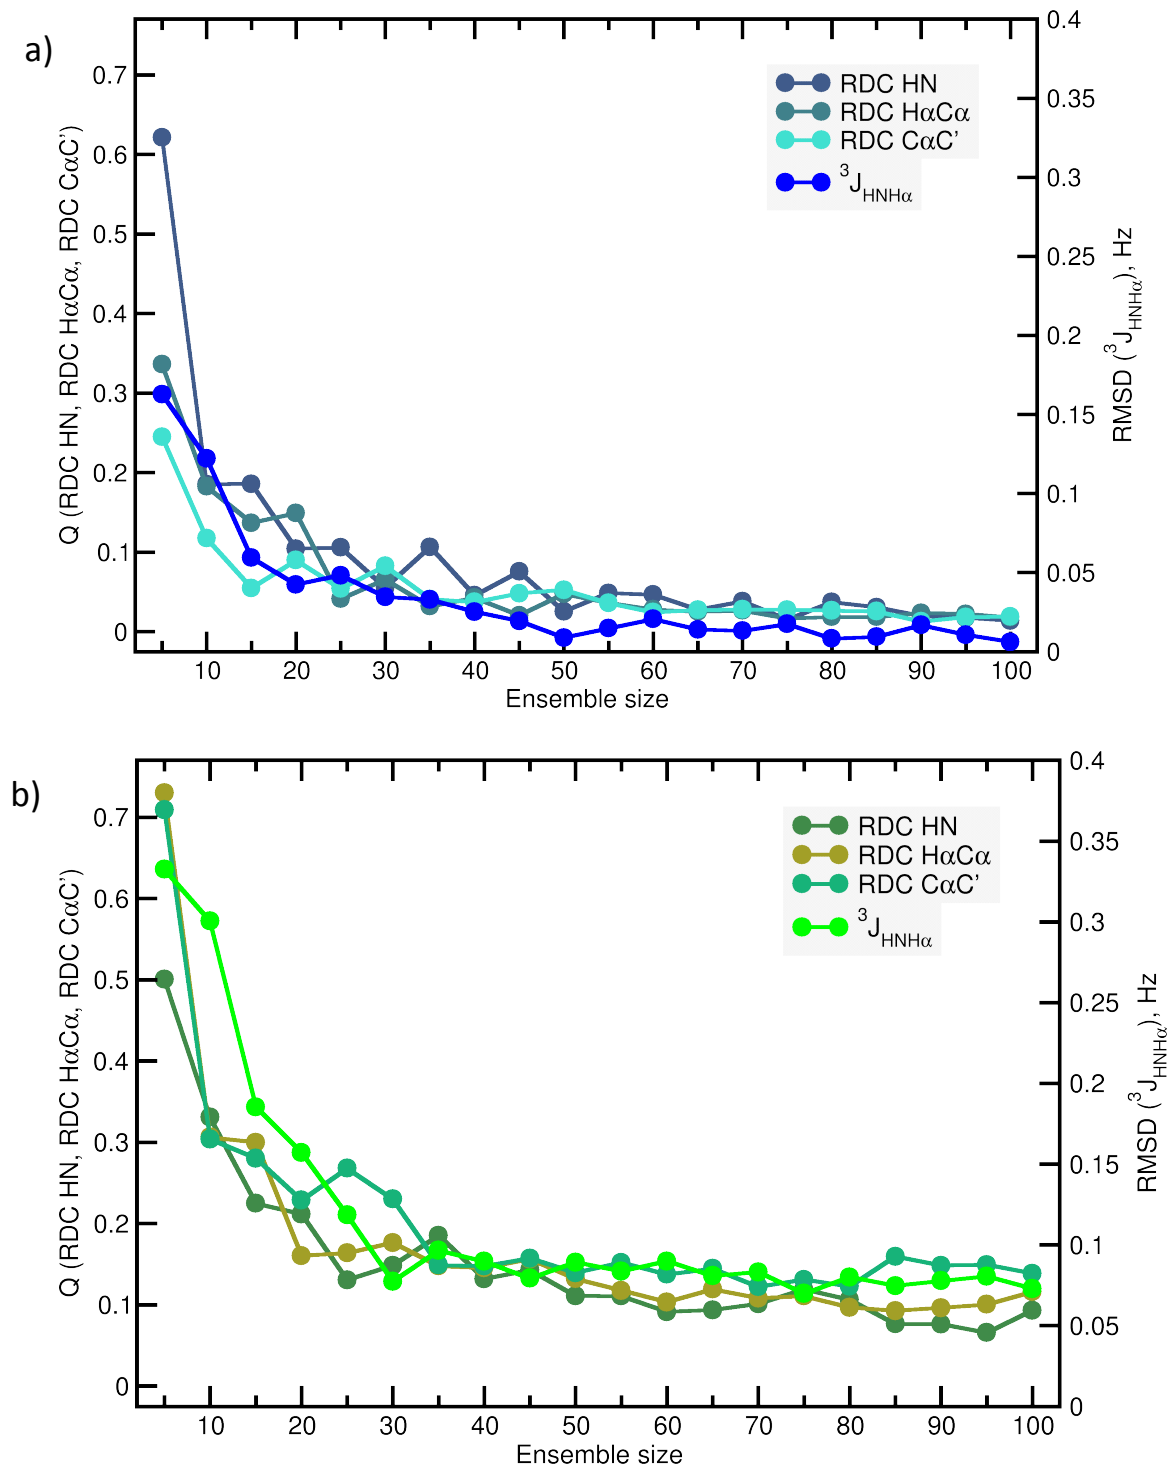 a)
Q (RDC HN, RDC HαCα, RDC CαC')
0.7
0.6
0.5
0.4
0.3
0.2
0.1
0
RDC HN
RDC HαCα
RDC CαC'
³J_HNHα
0.4
0.35
0.3
0.25
0.2
0.15
0.1
0.05
0
RMSD (³J_HNHα), Hz
10 20 30 40 50 60 70 80 90 100
Ensemble size
b)
Q (RDC HN, RDC HαCα, RDC CαC')
0.7
0.6
0.5
0.4
0.3
0.2
0.1
0
RDC HN
RDC HαCα
RDC CαC'
³J_HNHα
0.4
0.35
0.3
0.25
0.2
0.15
0.1
0.05
0
RMSD (³J_HNHα), Hz
10 20 30 40 50 60 70 80 90 100
Ensemble size